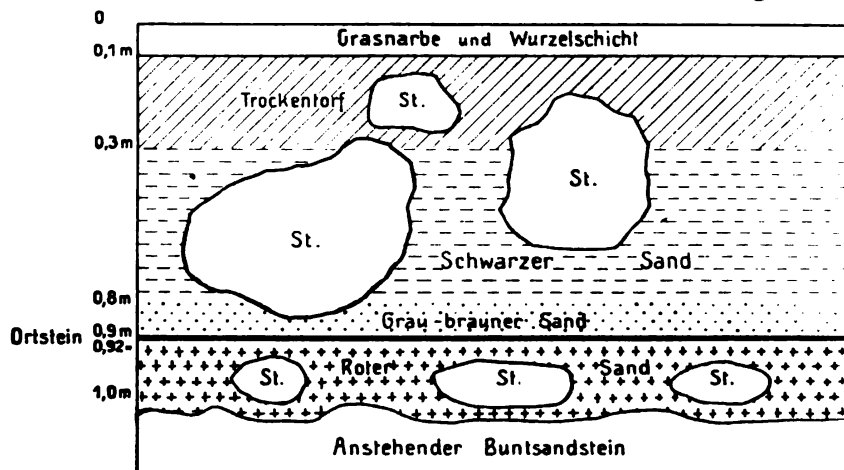 0
Grasnarbe und Wurzelschicht
0,1m
Trockentorf
St.
0,3m
St.
St.
Schwarzer Sand
0,8m
Grau-brauner Sand
Ortstein
0,9m
0,92-
Roter Sand
St.
St.
St.
1,0m
Anstehender Buntsandstein